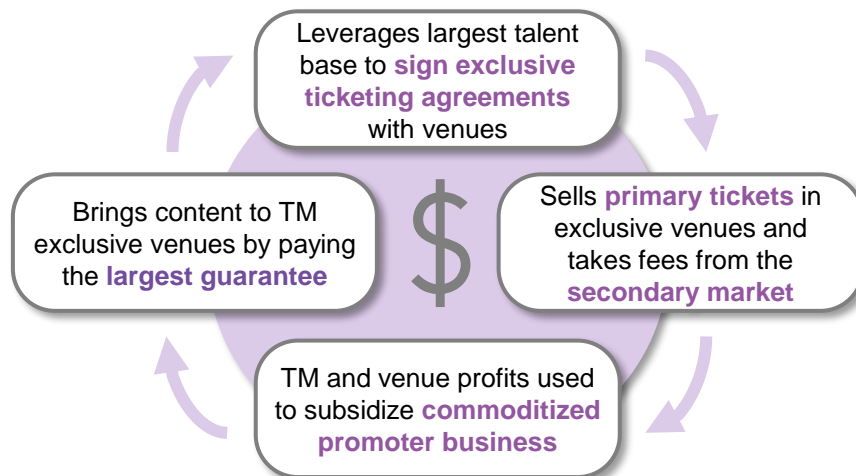 Leverages largest talent
base to sign exclusive
ticketing agreements
with venues
Sells primary tickets in
exclusive venues and
takes fees from the
secondary market
TM and venue profits used
to subsidize commoditized
promoter business
Brings content to TM
exclusive venues by paying
the largest guarantee
$